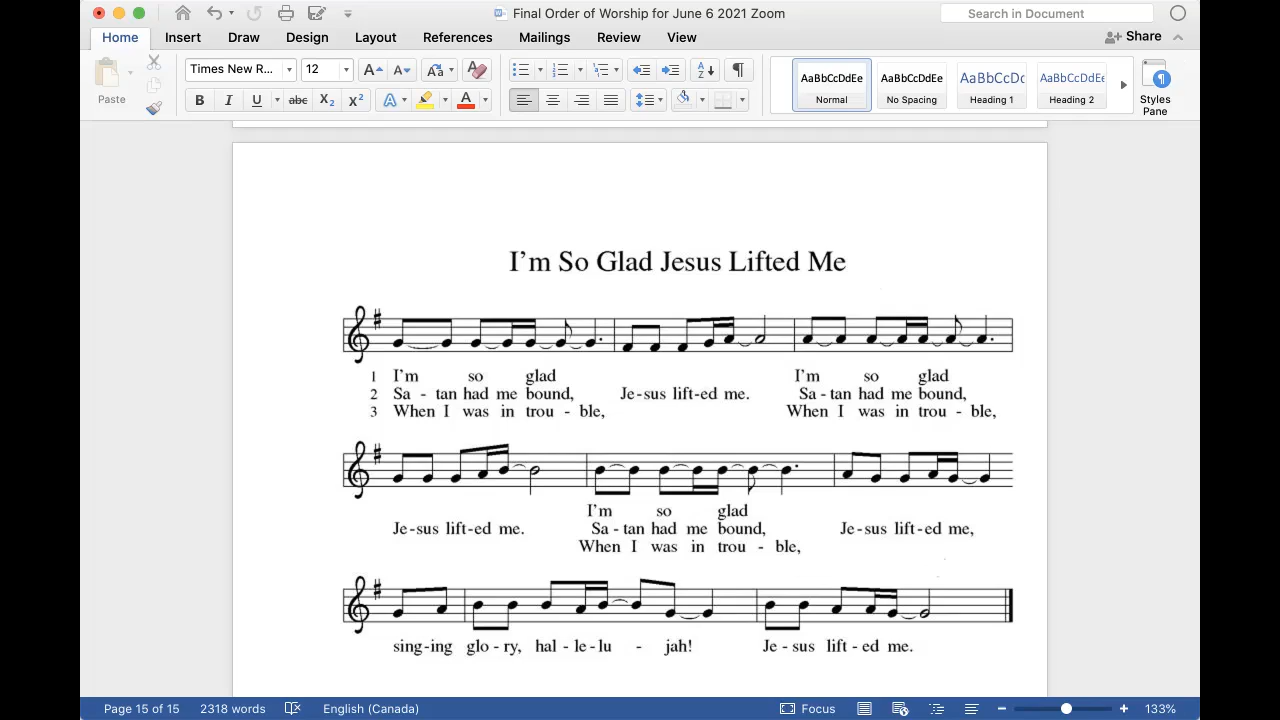 Final Order of Worship for June 6 2021 Zoom
Search in Document
Home Insert Draw Design Layout References Mailings Review View Share
Paste
Times New R... 12
AaBbCcDdEe AaBbCcDdEe AaBbCcDc AaBbCcDdEe
Normal No Spacing Heading 1 Heading 2
Styles
Pane
I'm So Glad Jesus Lifted Me
1 I'm so glad I'm so glad
2 Sa - tan had me bound, Je-sus lift-ed me. Sa - tan had me bound,
3 When I was in trou - ble, When I was in trou - ble,
I'm so glad
Je-sus lift-ed me. Sa - tan had me bound, Je-sus lift-ed me,
When I was in trou - ble,
sing-ing glo - ry, hal - le - lu - jah! Je - sus lift - ed me.
Page 15 of 15 2318 words English (Canada) Focus 133%